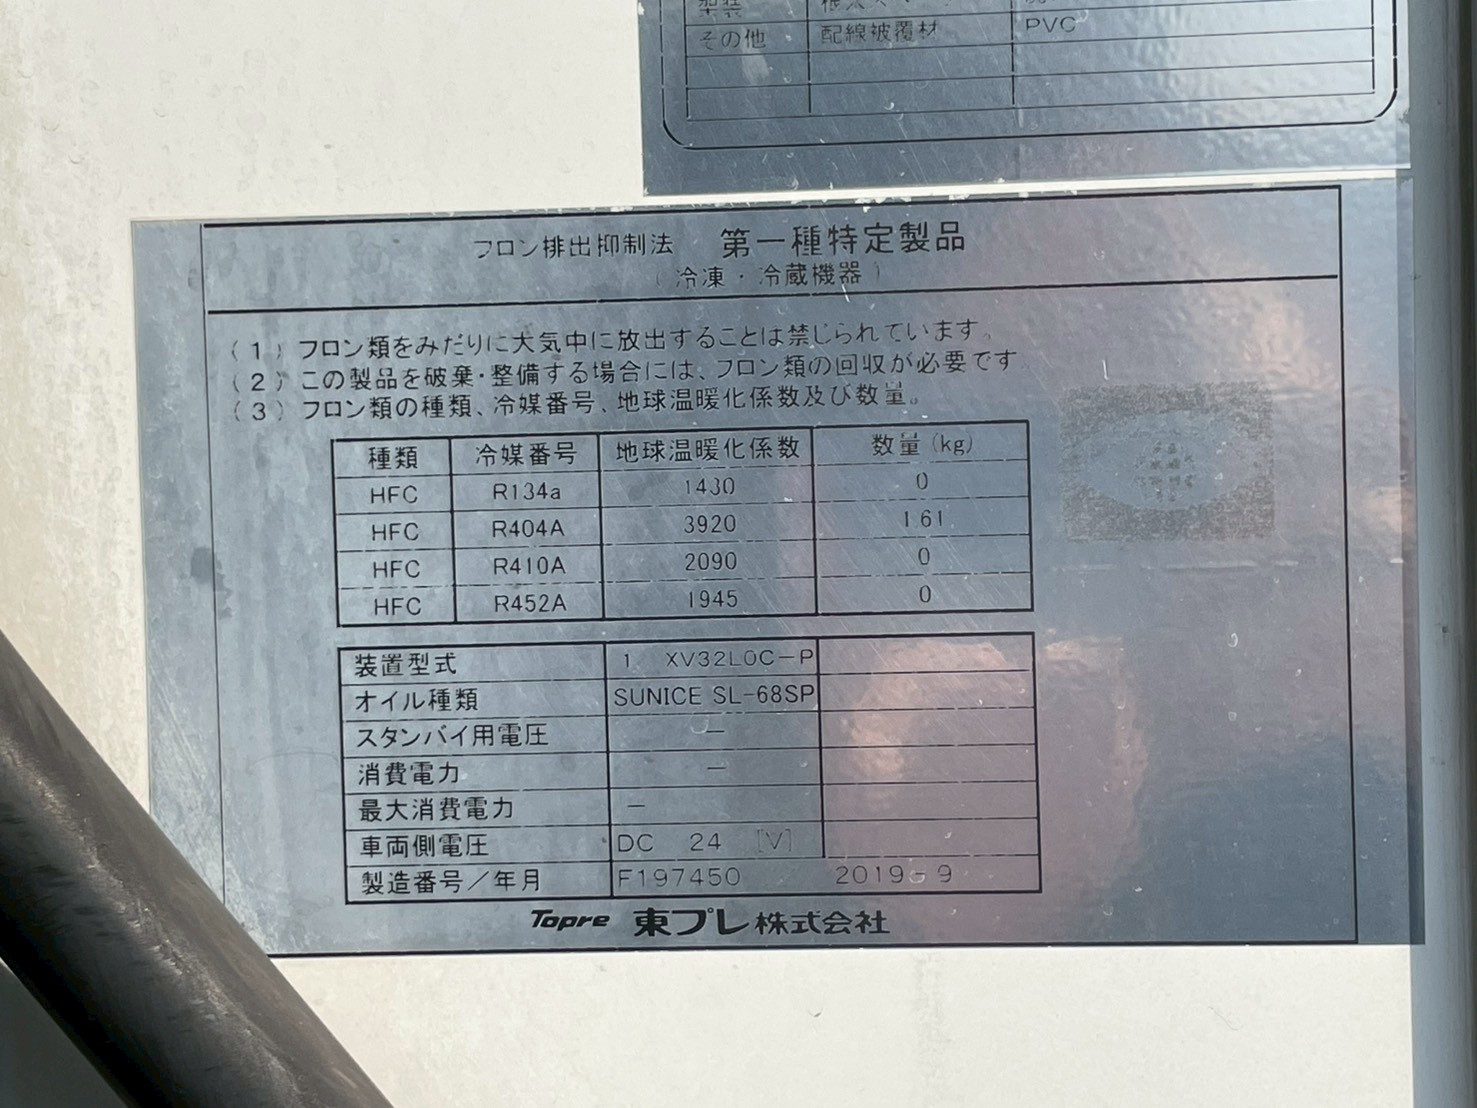 その他 配線被覆材 PVC
フロン排出抑制法 第一種特定製品
(冷凍・冷蔵機器)
(1)フロン類をみだりに大気中に放出することは禁じられています。
(2)この製品を破棄・整備する場合には、フロン類の回収が必要です
(3)フロン類の種類、冷媒番号、地球温暖化係数及び数量。
種類 冷媒番号 地球温暖化係数 数量(kg)
HFC R134a 1430 0
HFC R404A 3920 1.61
HFC R410A 2090 0
HFC R452A 1945 0
装置型式 1. XV32LOC-P
オイル種類 SUNICE SL-68SP
スタンバイ用電圧 —
消費電力 —
最大消費電力 —
車両側電圧 DC 24 [V]
製造番号/年月 F197450 2019-9
Topre 東プレ株式会社